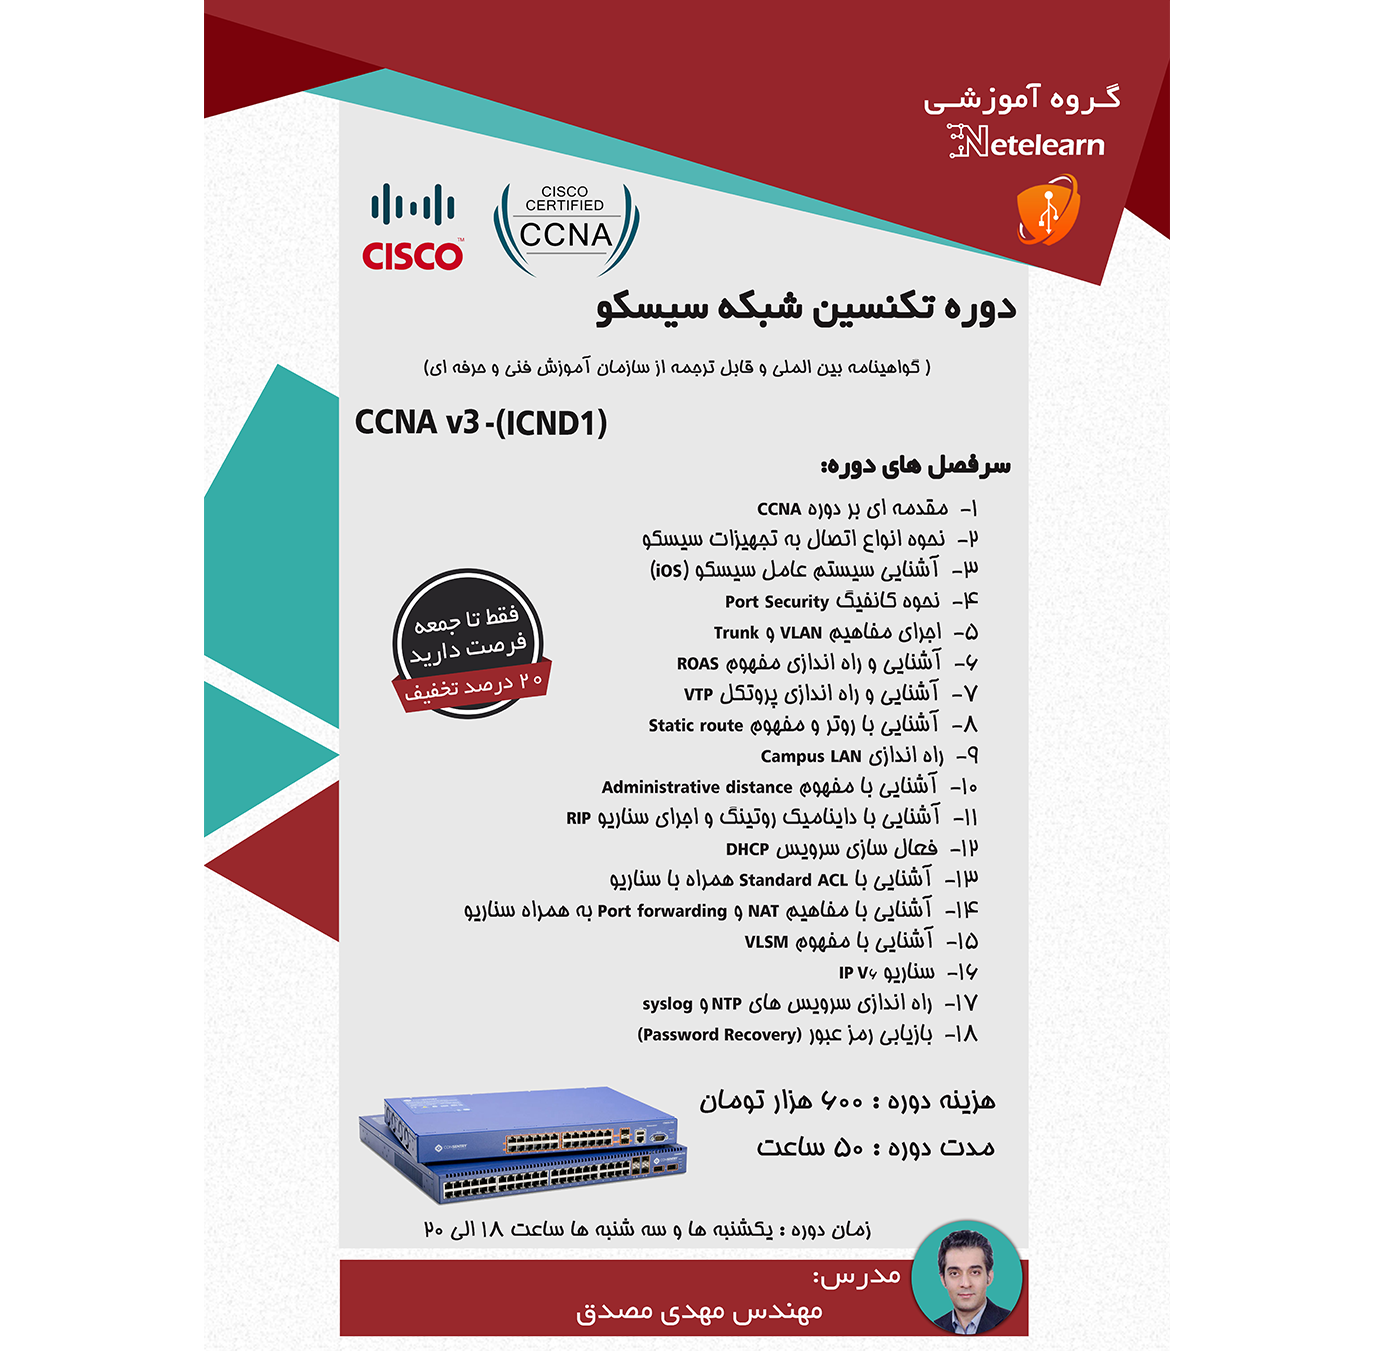 گروه آموزشی
Netelearn
CISCO™
CISCO
CERTIFIED
CCNA
دوره تکنسین شبکه سیسکو
( گواهینامه بین المللی و قابل ترجمه از سازمان آموزش فنی و حرفه ای)
CCNA v3 -(ICND1)
سرفصل های دوره:
۱- مقدمه ای بر دوره CCNA
۲- نحوه انواع اتصال به تجهیزات سیسکو
۳- آشنایی سیستم عامل سیسکو (iOS)
۴- نحوه کانفیگ Port Security
۵- اجرای مفاهیم VLAN و Trunk
۶- آشنایی و راه اندازی مفهوم ROAS
۷- آشنایی و راه اندازی پروتکل VTP
۸- آشنایی با روتر و مفهوم Static route
۹- راه اندازی Campus LAN
۱۰- آشنایی با مفهوم Administrative distance
۱۱- آشنایی با داینامیک روتینگ و اجرای سناریو RIP
۱۲- فعال سازی سرویس DHCP
۱۳- آشنایی با Standard ACL همراه با سناریو
۱۴- آشنایی با مفاهیم NAT و Port forwarding به همراه سناریو
۱۵- آشنایی با مفهوم VLSM
۱۶- سناریو IP V۶
۱۷- راه اندازی سرویس های NTP و syslog
۱۸- بازیابی رمز عبور (Password Recovery)
فقط تا جمعه
فرصت دارید
۲۰ درصد تخفیف
هزینه دوره : ۶۰۰ هزار تومان
مدت دوره : ۵۰ ساعت
زمان دوره : یکشنبه ها و سه شنبه ها ساعت ۱۸ الی ۲۰
مدرس:
مهندس مهدی مصدق